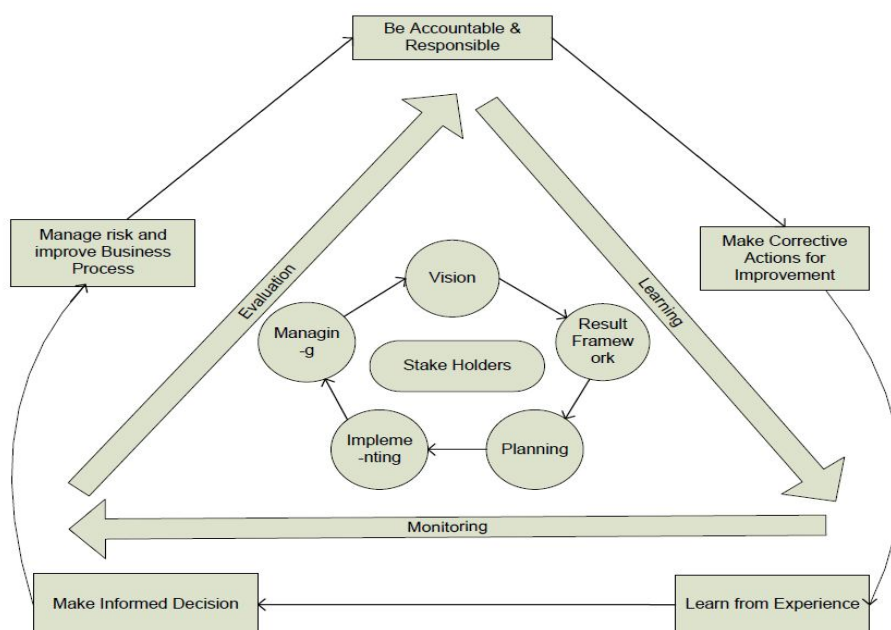 Be Accountable &
Responsible
Manage risk and
improve Business
Process
Make Corrective
Actions for
Improvement
Evaluation
Learning
Vision
Managin
-g
Result
Framew
ork
Stake Holders
Impleme
-nting
Planning
Monitoring
Make Informed Decision
Learn from Experience